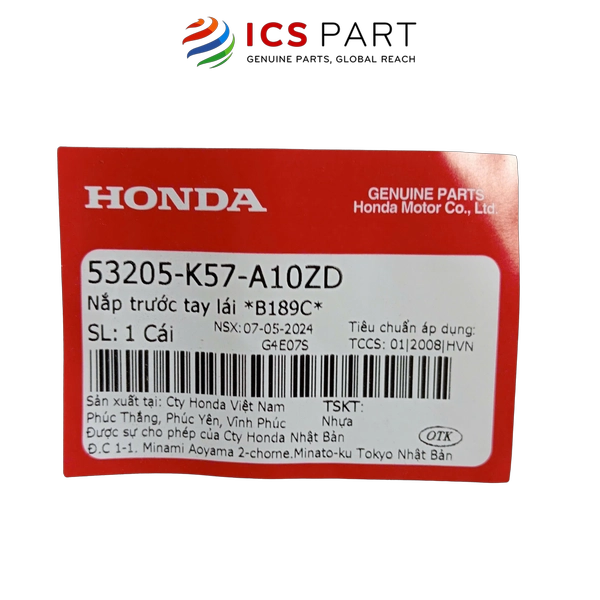 ICS PART
GENUINE PARTS, GLOBAL REACH
HONDA
GENUINE PARTS
Honda Motor Co., Ltd.
53205-K57-A10ZD
Nắp trước tay lái *B189C*
SL: 1 Cái
NSX: 07-05-2024
G4E07S
Tiêu chuẩn áp dụng:
TCCS: 01|2008|HVN
Sản xuất tại: Cty Honda Việt Nam
Phúc Thắng, Phúc Yên, Vĩnh Phúc
TSKT:
Nhựa
Được sự cho phép của Cty Honda Nhật Bản
Đ.C 1-1. Minami Aoyama 2-chome.Minato-ku Tokyo Nhật Bản
OTK